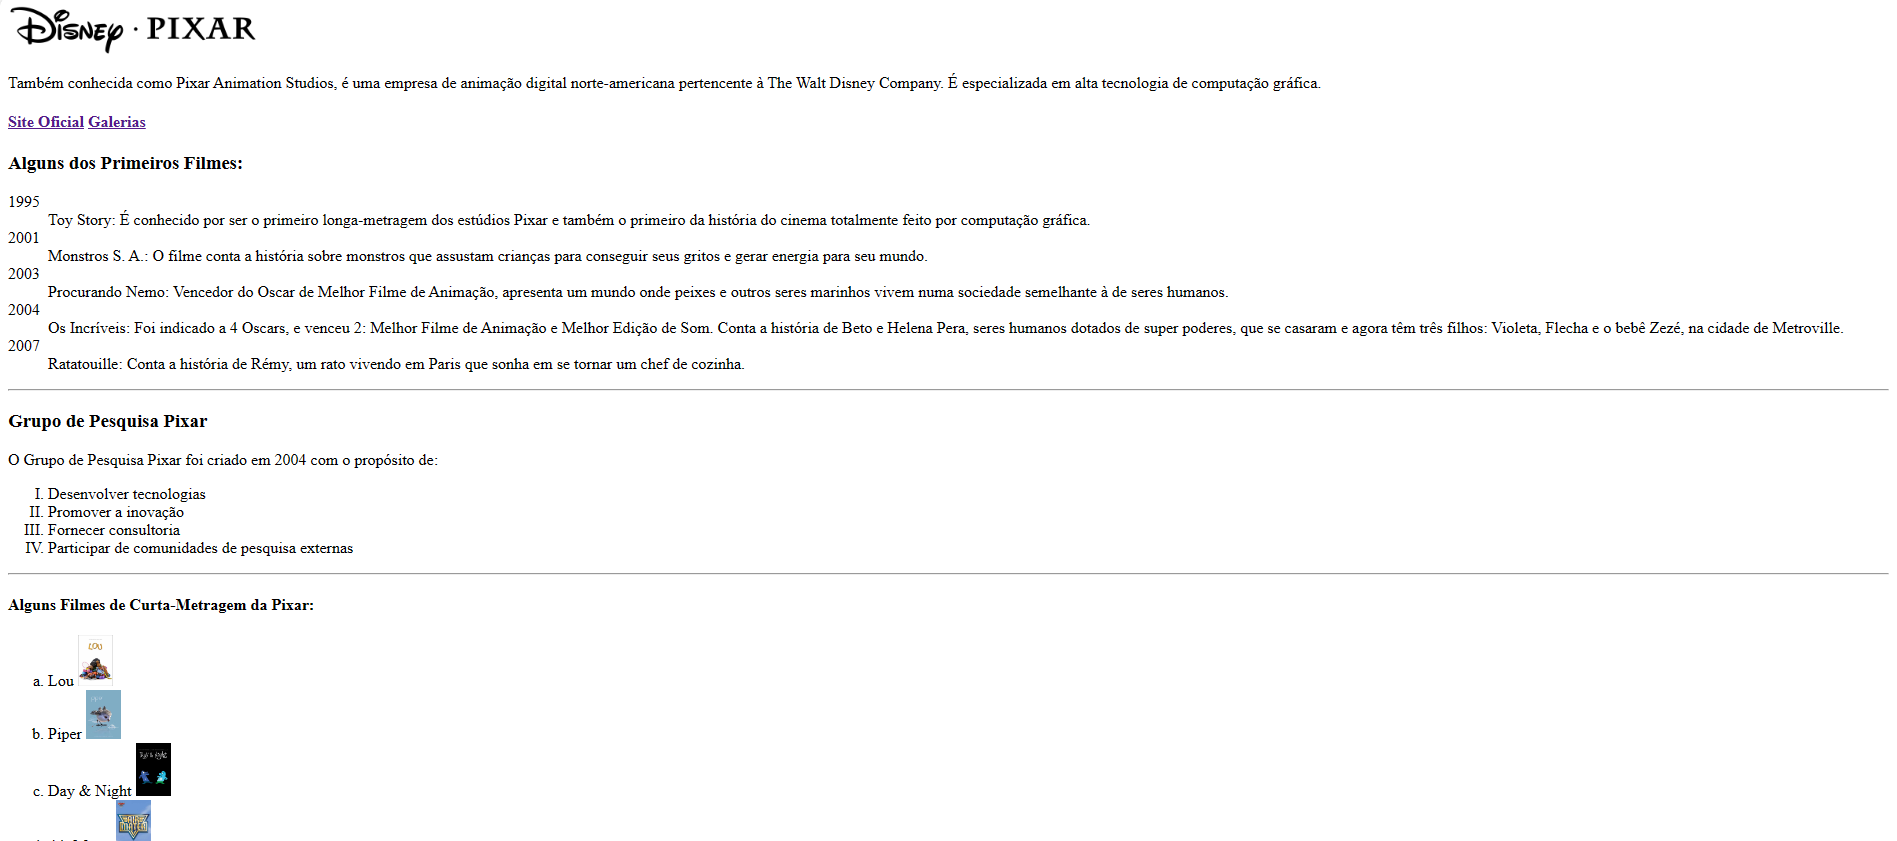 Disney · PIXAR
Também conhecida como Pixar Animation Studios, é uma empresa de animação digital norte-americana pertencente à The Walt Disney Company. É especializada em alta tecnologia de computação gráfica.
Site Oficial Galerias
Alguns dos Primeiros Filmes:
1995
Toy Story: É conhecido por ser o primeiro longa-metragem dos estúdios Pixar e também o primeiro da história do cinema totalmente feito por computação gráfica.
2001
Monstros S. A.: O filme conta a história sobre monstros que assustam crianças para conseguir seus gritos e gerar energia para seu mundo.
2003
Procurando Nemo: Vencedor do Oscar de Melhor Filme de Animação, apresenta um mundo onde peixes e outros seres marinhos vivem numa sociedade semelhante à de seres humanos.
2004
Os Incríveis: Foi indicado a 4 Oscars, e venceu 2: Melhor Filme de Animação e Melhor Edição de Som. Conta a história de Beto e Helena Pera, seres humanos dotados de super poderes, que se casaram e agora têm três filhos: Violeta, Flecha e o bebê Zezé, na cidade de Metroville.
2007
Ratatouille: Conta a história de Rémy, um rato vivendo em Paris que sonha em se tornar um chef de cozinha.
Grupo de Pesquisa Pixar
O Grupo de Pesquisa Pixar foi criado em 2004 com o propósito de:
I. Desenvolver tecnologias
II. Promover a inovação
III. Fornecer consultoria
IV. Participar de comunidades de pesquisa externas
Alguns Filmes de Curta-Metragem da Pixar:
LOU
a. Lou
b. Piper
Day & Night
c. Day & Night